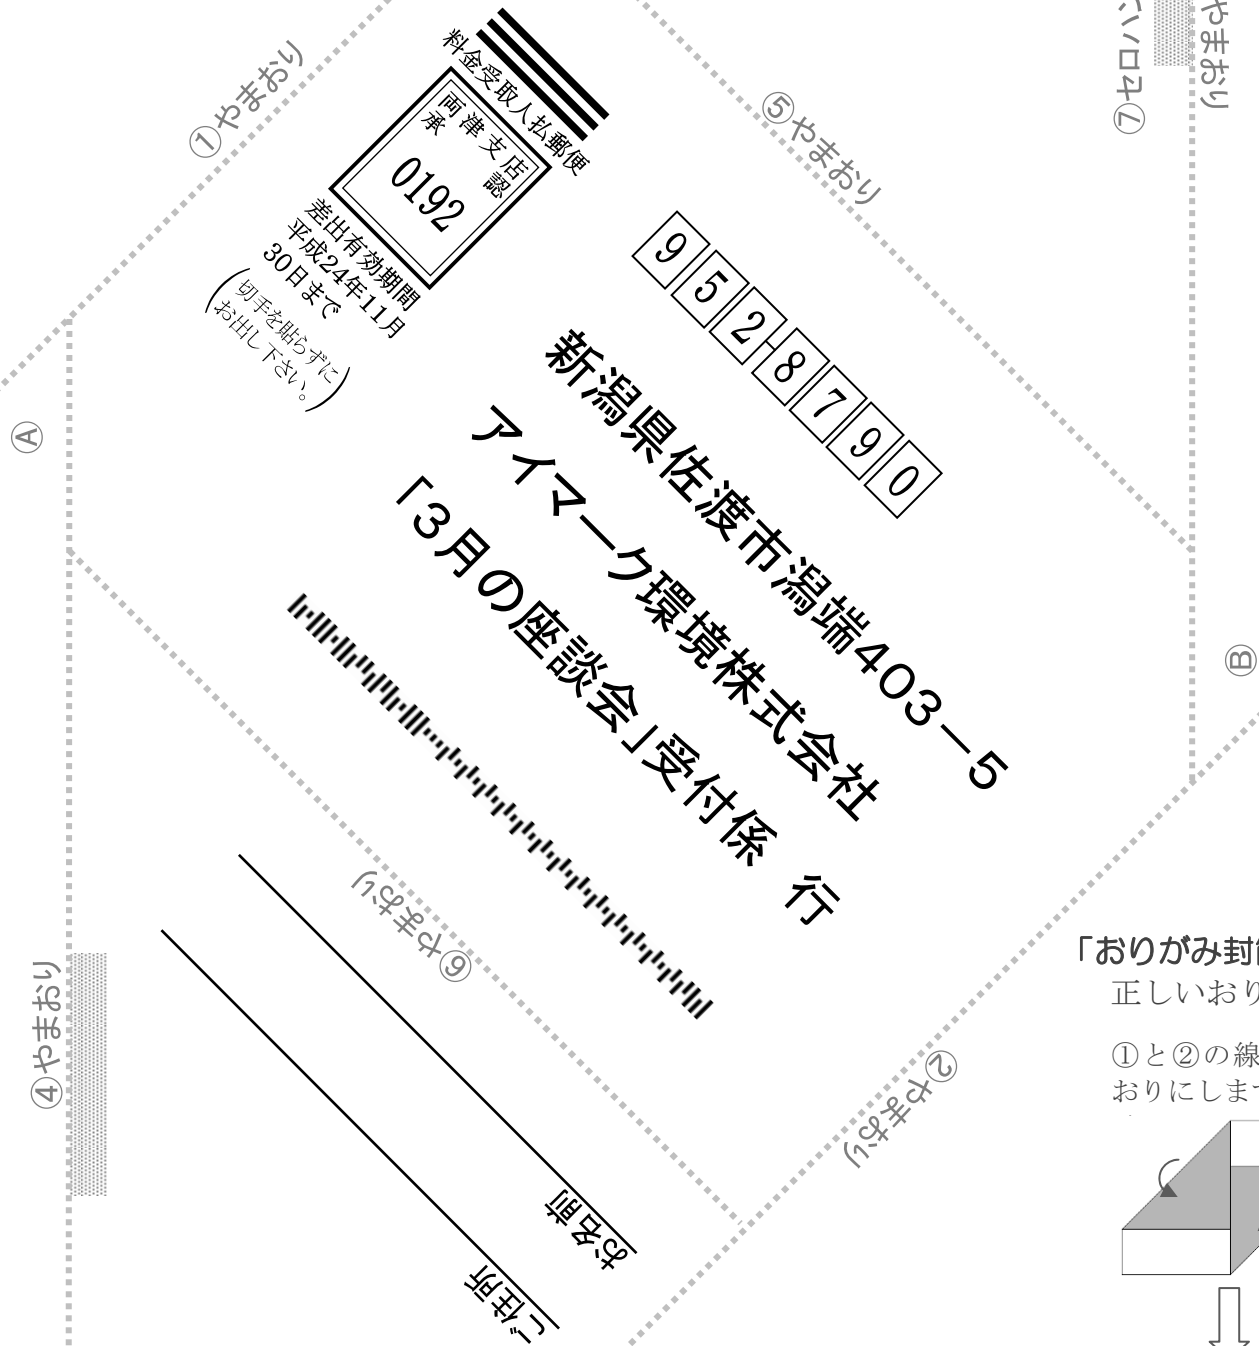 ①やまおり
料金受取人払郵便
両津支店
承認
0192
差出有効期間
平成24年11月
30日まで
切手を貼らずに
お出し下さい。
⑤やまおり
やまおり
Ⓐ
952-8790
新潟県佐渡市潟端403-5
アイマーク環境株式会社
「3月の座談会」受付係 行
Ⓑ
⑥やまおり
④やまおり
②やまおり
お名前
ご住所
「おりがみ封
正しいおり
①と②の線
おりにします